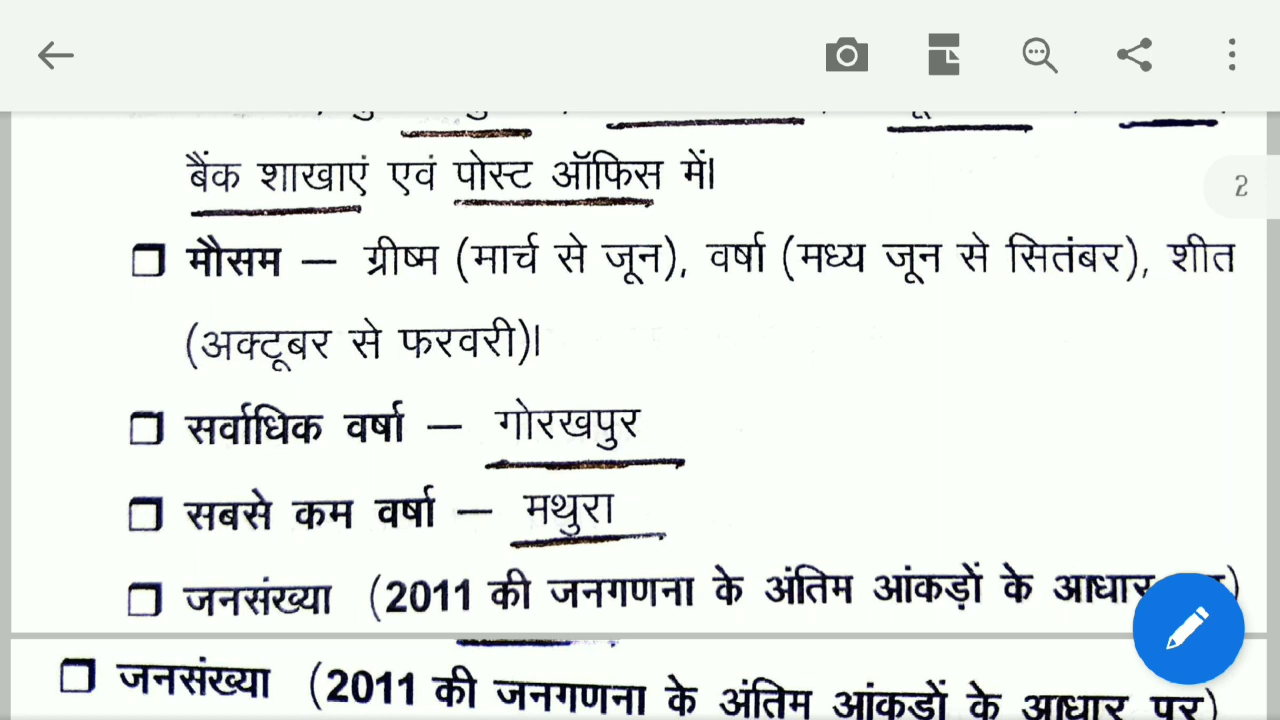 2
बैंक शाखाएं एवं पोस्ट ऑफिस में।
मौसम — ग्रीष्म (मार्च से जून), वर्षा (मध्य जून से सितंबर), शीत
(अक्टूबर से फरवरी)।
सर्वाधिक वर्षा — गोरखपुर
सबसे कम वर्षा — मथुरा
जनसंख्या (2011 की जनगणना के अंतिम आंकड़ों के आधार )
जनसंख्या (2011 की जनगणना के अंतिम आंकड़ों के आधार पर)